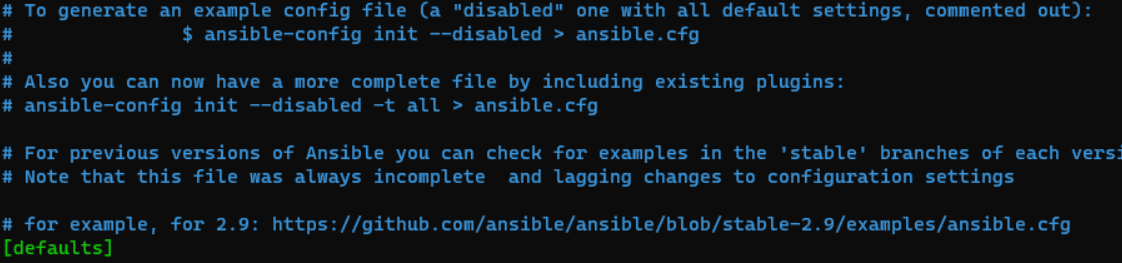 # To generate an example config file (a "disabled" one with all default settings, commented out):
#               $ ansible-config init --disabled > ansible.cfg
#
# Also you can now have a more complete file by including existing plugins:
# ansible-config init --disabled -t all > ansible.cfg
# For previous versions of Ansible you can check for examples in the 'stable' branches of each versi
# Note that this file was always incomplete  and lagging changes to configuration settings
# for example, for 2.9: https://github.com/ansible/ansible/blob/stable-2.9/examples/ansible.cfg
[defaults]